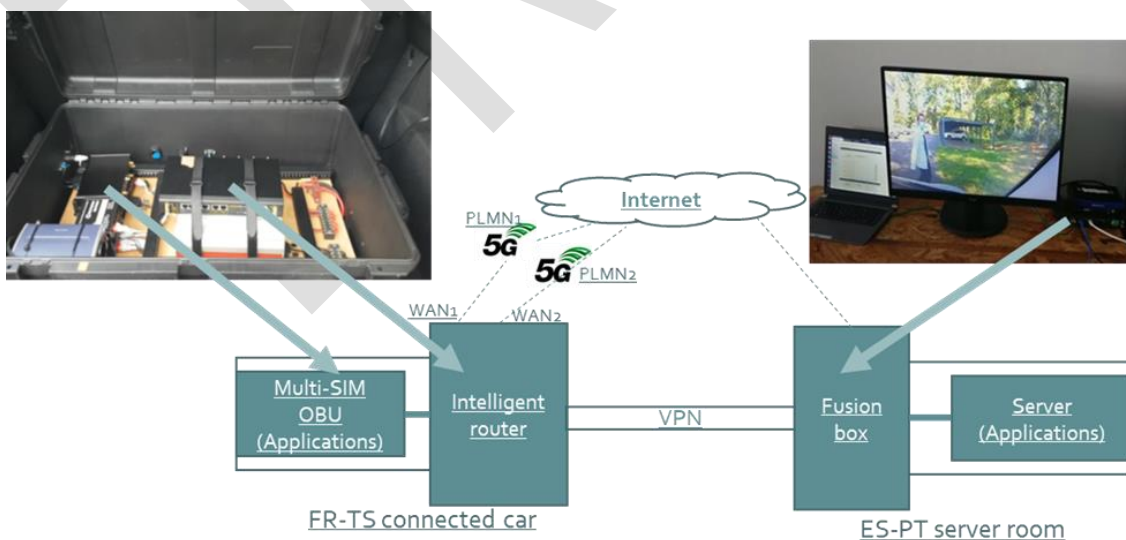 Internet
PLMN1
5G
5G
PLMN2
WAN1
WAN2
Multi-SIM
OBU
(Applications)
Intelligent
router
VPN
Fusion
box
Server
(Applications)
FR-TS connected car
ES-PT server room